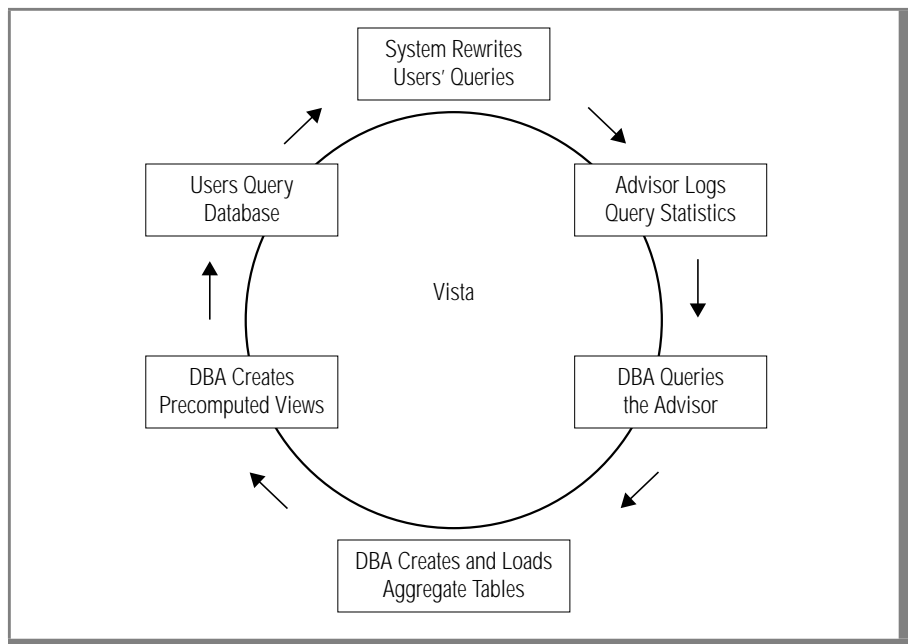 System Rewrites
Users’ Queries
Users Query
Database
Advisor Logs
Query Statistics
Vista
DBA Creates
Precomputed Views
DBA Queries
the Advisor
DBA Creates and Loads
Aggregate Tables